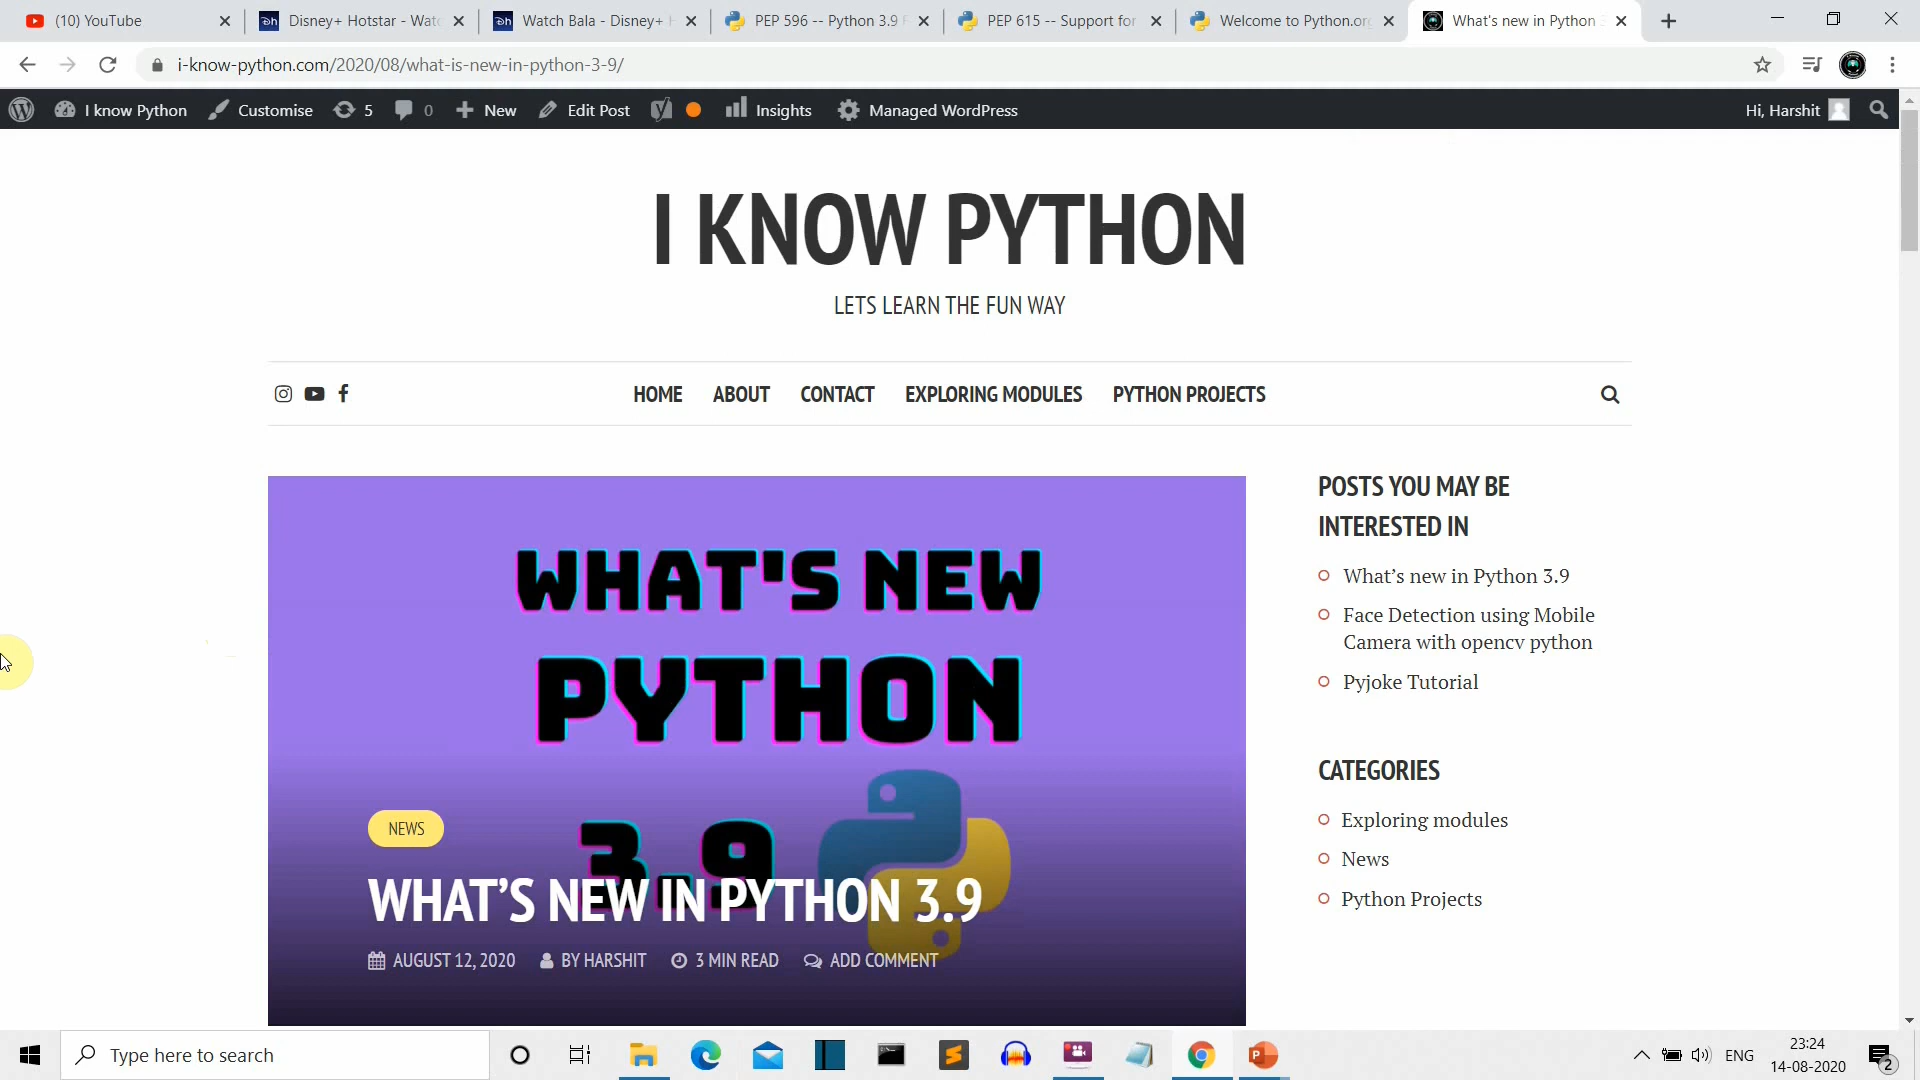 (10) YouTube
Disney+ Hotstar - Wat
Watch Bala - Disney+ H
PEP 596 -- Python 3.9 F
PEP 615 -- Support for
Welcome to Python.org
What's new in Python 3
i-know-python.com/2020/08/what-is-new-in-python-3-9/
I know Python
Customise
5
0
New
Edit Post
Insights
Managed WordPress
Hi, Harshit
I KNOW PYTHON
LETS LEARN THE FUN WAY
HOME
ABOUT
CONTACT
EXPLORING MODULES
PYTHON PROJECTS
WHAT'S NEW
PYTHON
3.9
NEWS
WHAT’S NEW IN PYTHON 3.9
AUGUST 12, 2020
BY HARSHIT
3 MIN READ
ADD COMMENT
POSTS YOU MAY BE
INTERESTED IN
What’s new in Python 3.9
Face Detection using Mobile
Camera with opencv python
Pyjoke Tutorial
CATEGORIES
Exploring modules
News
Python Projects
Type here to search
ENG
23:24
14-08-2020
2